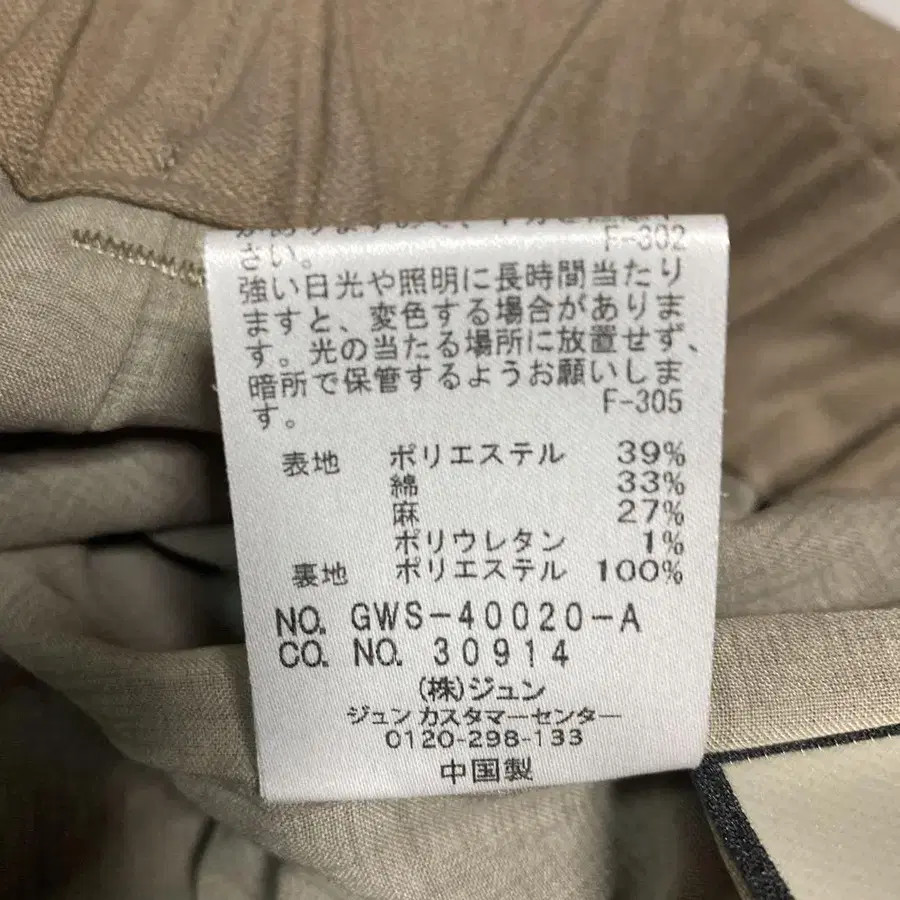 さい。 F-302
強い日光や照明に長時間当たり
ますと、変色する場合がありま
す。光の当たる場所に放置せず、
暗所で保管するようお願いしま
す。 F-305
表地 ポリエステル 39%
綿 33%
麻 27%
ポリウレタン 1%
裏地 ポリエステル 100%
NO. GWS-40020-A
CO. NO. 30914
(株)ジュン
ジュン カスタマーセンター
0120-298-133
中国製